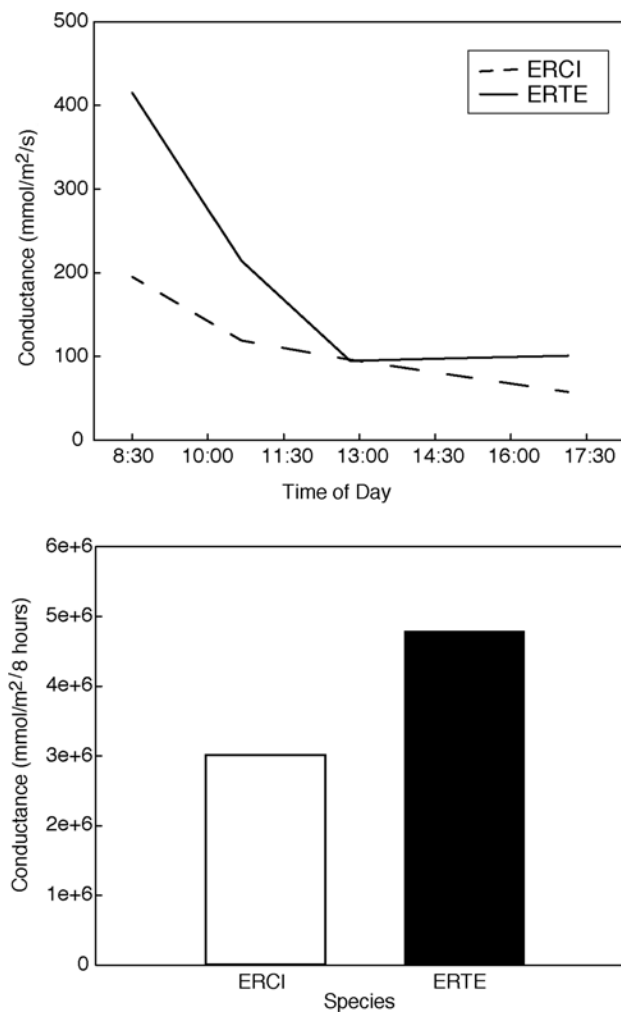 500
400
300
200
100
0
Conductance (mmol/m²/s)
ERCI
ERTE
8:30 10:00 11:30 13:00 14:30 16:00 17:30
Time of Day
6e+6
5e+6
4e+6
3e+6
2e+6
1e+6
0
Conductance (mmol/m²/8 hours)
ERCI ERTE
Species